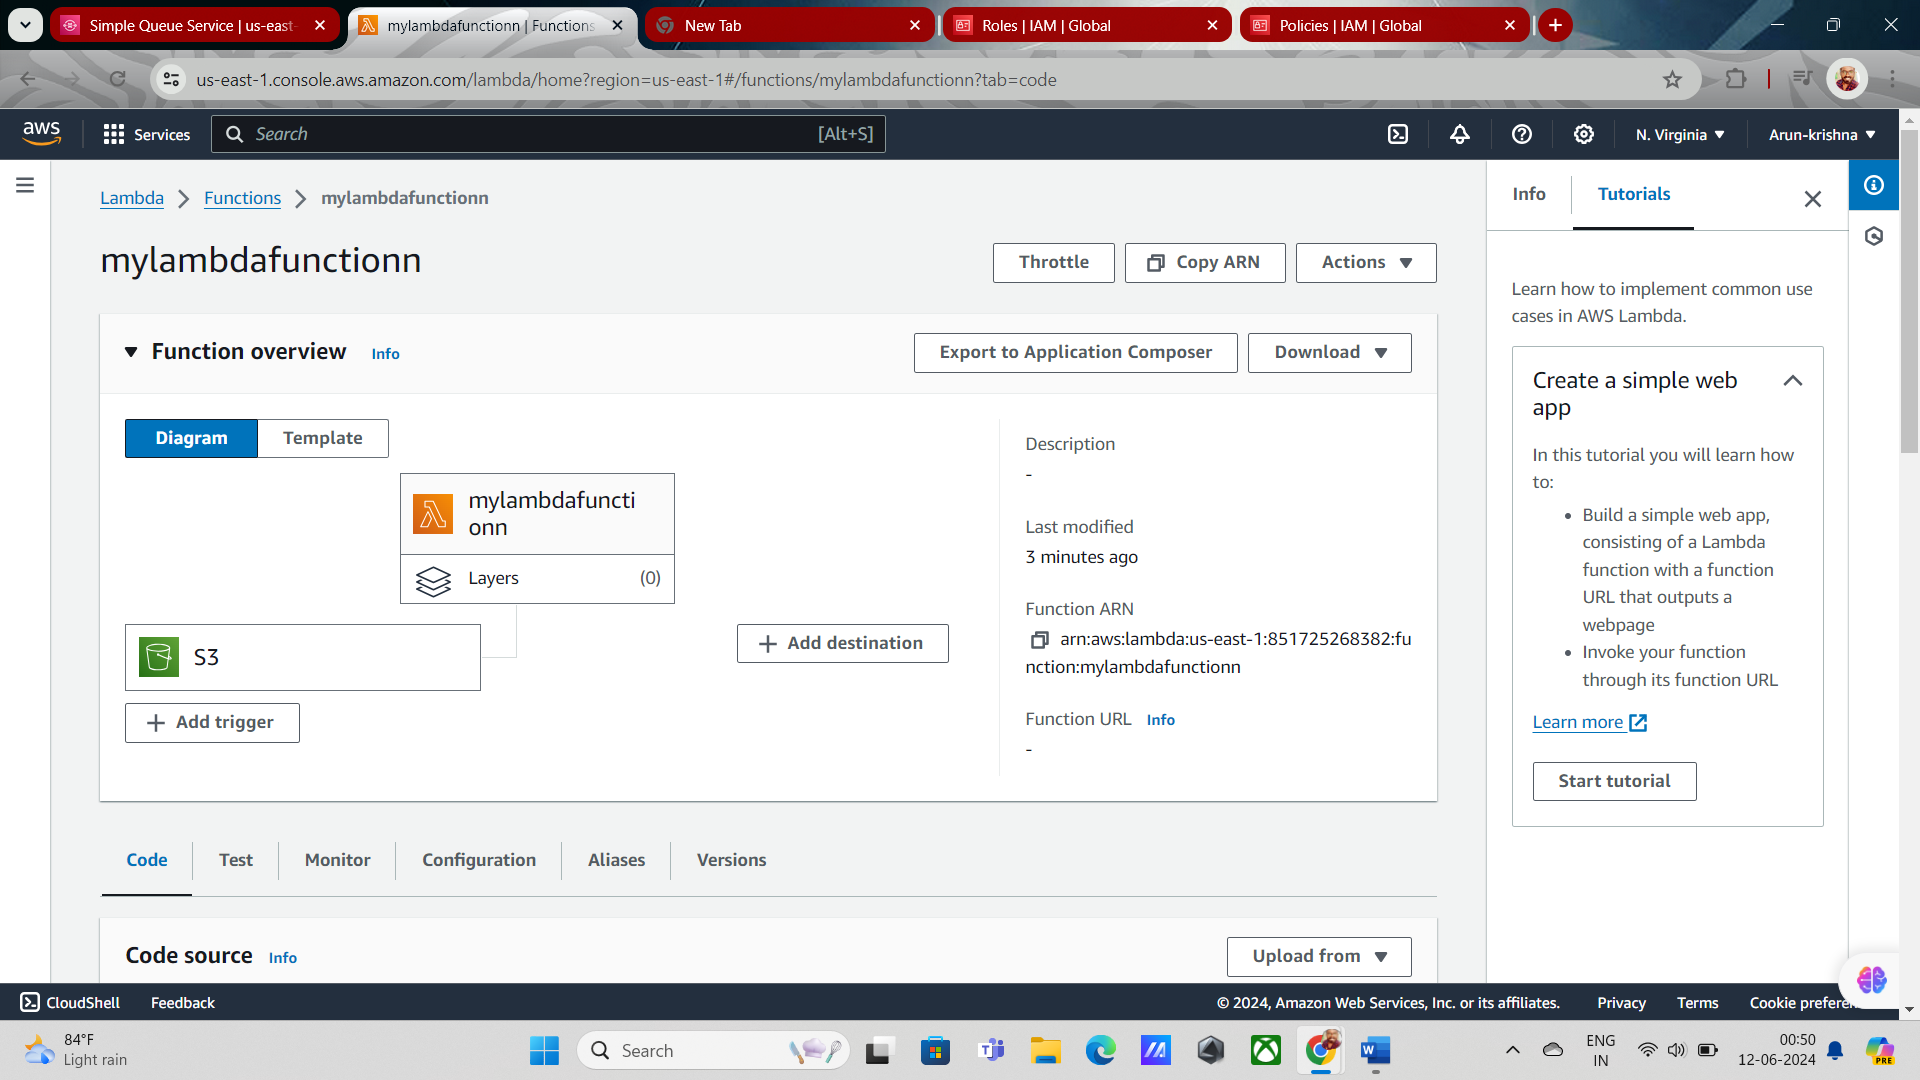 Simple Queue Service | us-east-
mylambdafunctionn | Functions
New Tab
Roles | IAM | Global
Policies | IAM | Global
us-east-1.console.aws.amazon.com/lambda/home?region=us-east-1#/functions/mylambdafunctionn?tab=code
aws
Services
Search
[Alt+S]
N. Virginia
Arun-krishna
Lambda
Functions
mylambdafunctionn
mylambdafunctionn
Throttle
Copy ARN
Actions
Function overview
Info
Export to Application Composer
Download
Diagram
Template
mylambdafuncti
onn
Layers
(0)
S3
Add trigger
Add destination
Description
-
Last modified
3 minutes ago
Function ARN
arn:aws:lambda:us-east-1:851725268382:fu
nction:mylambdafunctionn
Function URL
Info
-
Code
Test
Monitor
Configuration
Aliases
Versions
Code source
Info
Upload from
Info
Tutorials
Learn how to implement common use
cases in AWS Lambda.
Create a simple web
app
In this tutorial you will learn how
to:
• Build a simple web app,
consisting of a Lambda
function with a function
URL that outputs a
webpage
• Invoke your function
through its function URL
Learn more
Start tutorial
CloudShell
Feedback
© 2024, Amazon Web Services, Inc. or its affiliates.
Privacy
Terms
Cookie prefere
84°F
Light rain
Search
ENG
IN
00:50
12-06-2024
PRE